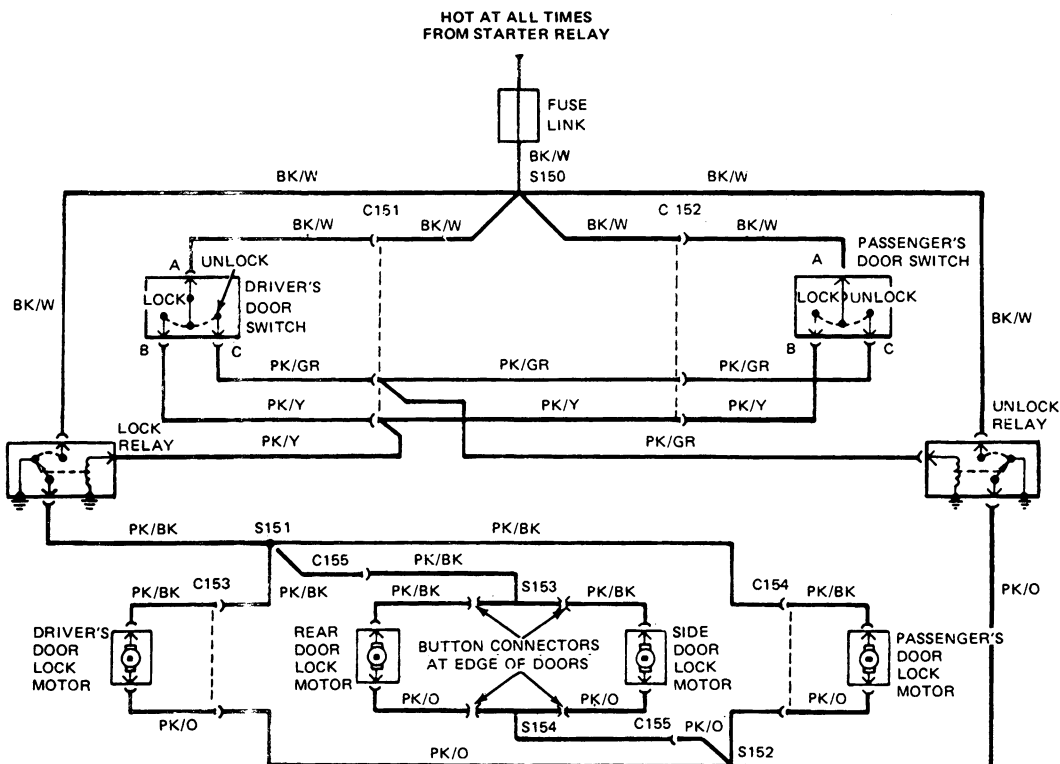 HOT AT ALL TIMES
FROM STARTER RELAY
FUSE
LINK
BK/W
S150
BK/W
BK/W
C151
C 152
BK/W
BK/W
BK/W
BK/W
A
UNLOCK
LOCK
DRIVER'S
DOOR
SWITCH
B
C
PASSENGER'S
DOOR SWITCH
A
LOCK
UNLOCK
B
C
BK/W
BK/W
PK/GR
PK/GR
PK/GR
PK/Y
PK/Y
PK/Y
LOCK
RELAY
PK/Y
PK/GR
UNLOCK
RELAY
PK/BK
S151
PK/BK
C155
PK/BK
PK/BK
C153
PK/BK
PK/BK
S153
PK/BK
C154
PK/BK
PK/O
DRIVER'S
DOOR
LOCK
MOTOR
REAR
DOOR
LOCK
MOTOR
BUTTON CONNECTORS
AT EDGE OF DOORS
SIDE
DOOR
LOCK
MOTOR
PASSENGER'S
DOOR
LOCK
MOTOR
PK/O
PK/O
PK/O
S154
C155
PK/O
PK/O
S152
PK/O